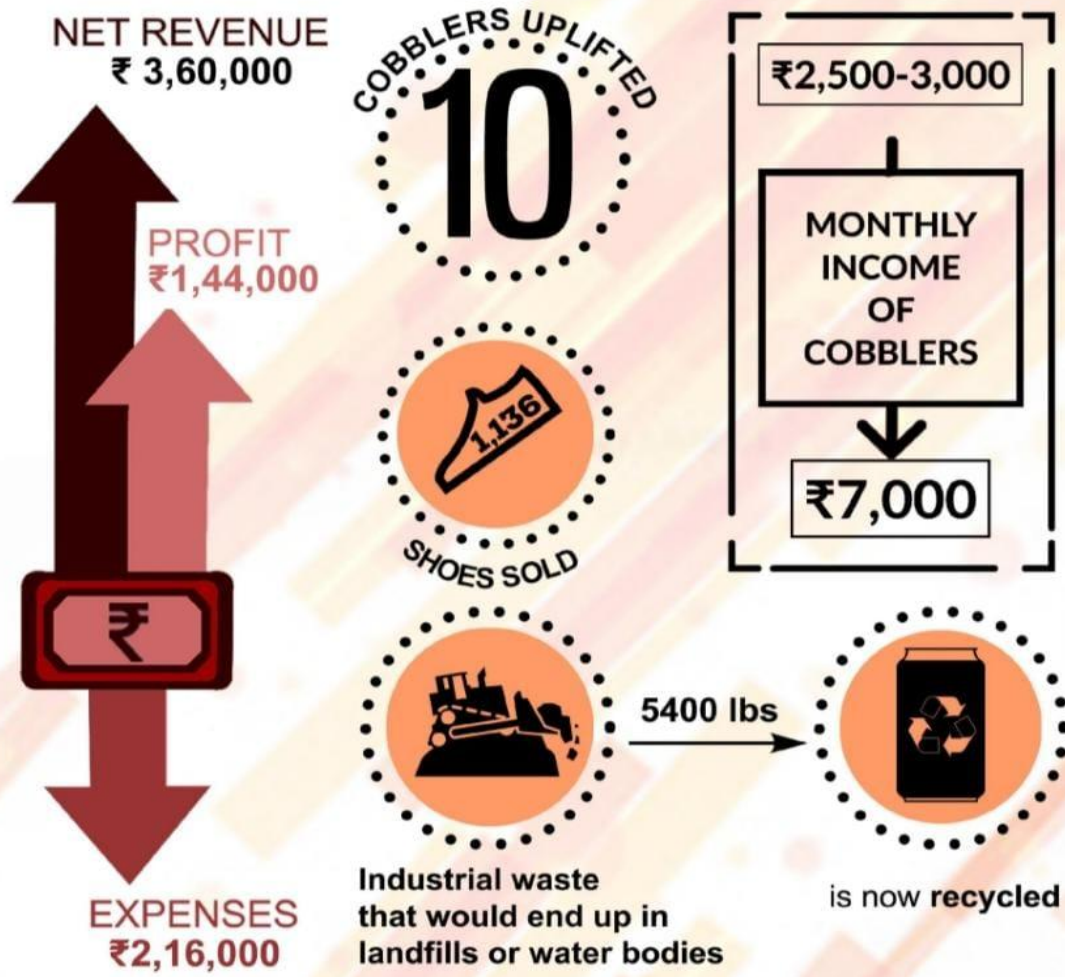 NET REVENUE
₹ 3,60,000
PROFIT
₹1,44,000
₹
EXPENSES
₹2,16,000
COBBLERS UPLIFTED
10
1,136
SHOES SOLD
₹2,500-3,000
MONTHLY
INCOME
OF
COBBLERS
₹7,000
5400 lbs
Industrial waste
that would end up in
landfills or water bodies
is now recycled